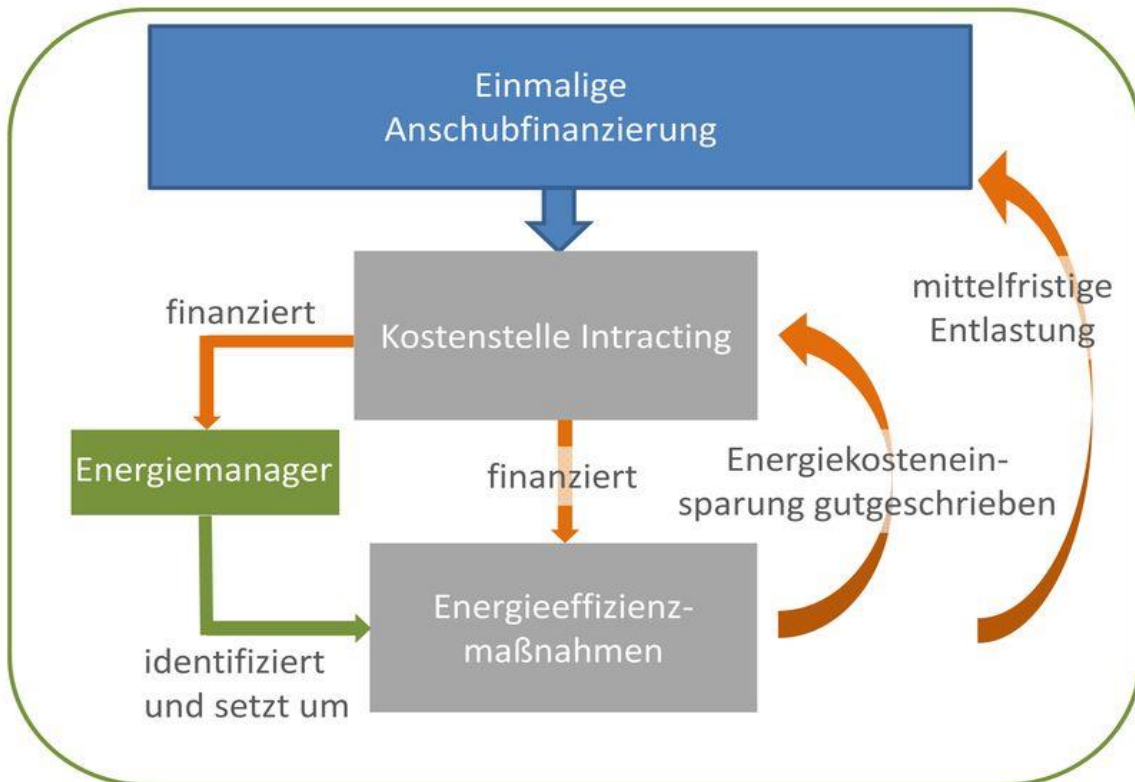 Einmalige
Anschubfinanzierung
mittelfristige
Entlastung
finanziert
Kostenstelle Intracting
Energiemanager
finanziert
Energiekostenein-
sparung gutgeschrieben
Energieeffizienz-
maßnahmen
identifiziert
und setzt um